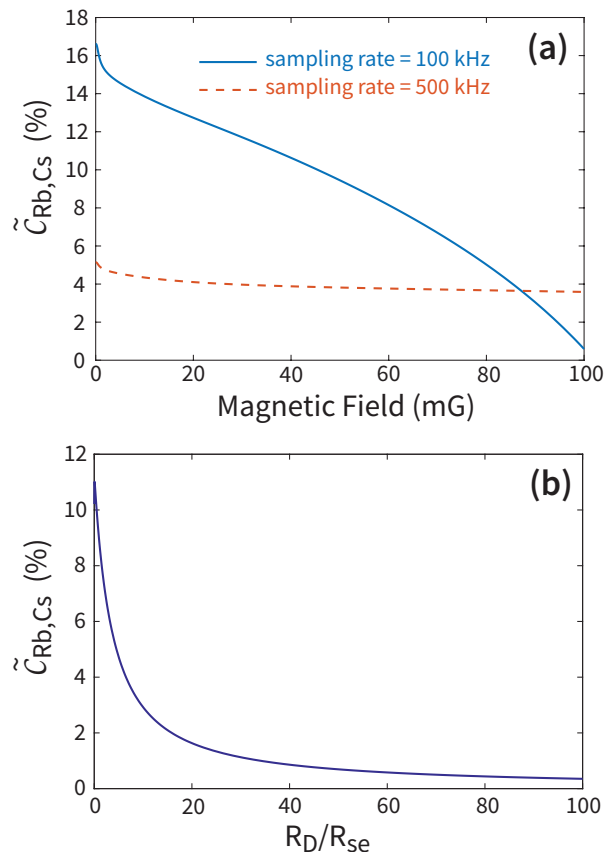 18
16
14
12
10
8
6
4
2
0
C̃Rb,Cs (%)
(a)
sampling rate = 100 kHz
sampling rate = 500 kHz
0 20 40 60 80 100
Magnetic Field (mG)
12
10
8
6
4
2
0
C̃Rb,Cs (%)
(b)
0 20 40 60 80 100
RD/Rse